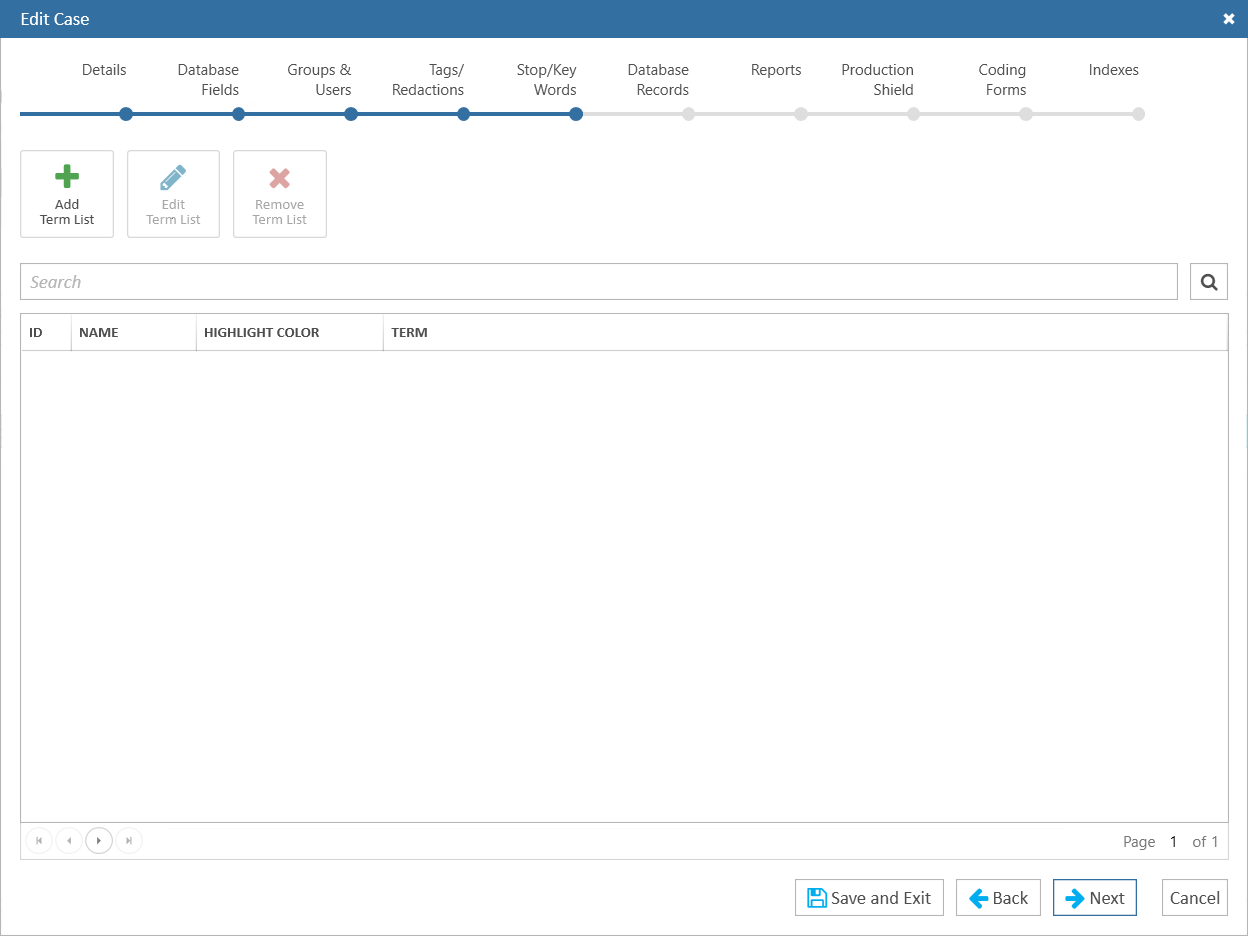 Edit Case
Details
Database
Fields
Groups &
Users
Tags/
Redactions
Stop/Key
Words
Database
Records
Reports
Production
Shield
Coding
Forms
Indexes
Add
Term List
Edit
Term List
Remove
Term List
Search
ID NAME HIGHLIGHT COLOR TERM
Page 1 of 1
Save and Exit Back Next Cancel